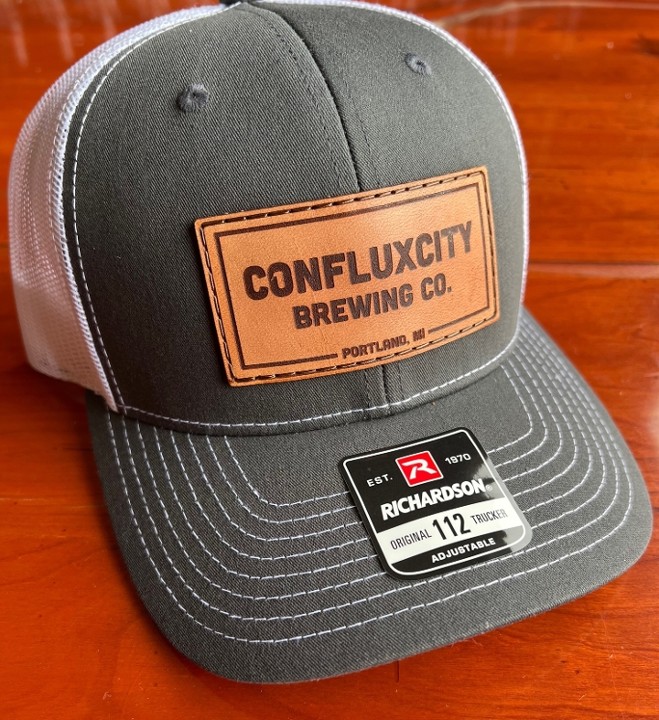 CONFLUXCITY
BREWING CO.
PORTLAND, MI
EST. R 1970
RICHARDSON®
ORIGINAL 112 TRUCKER
ADJUSTABLE